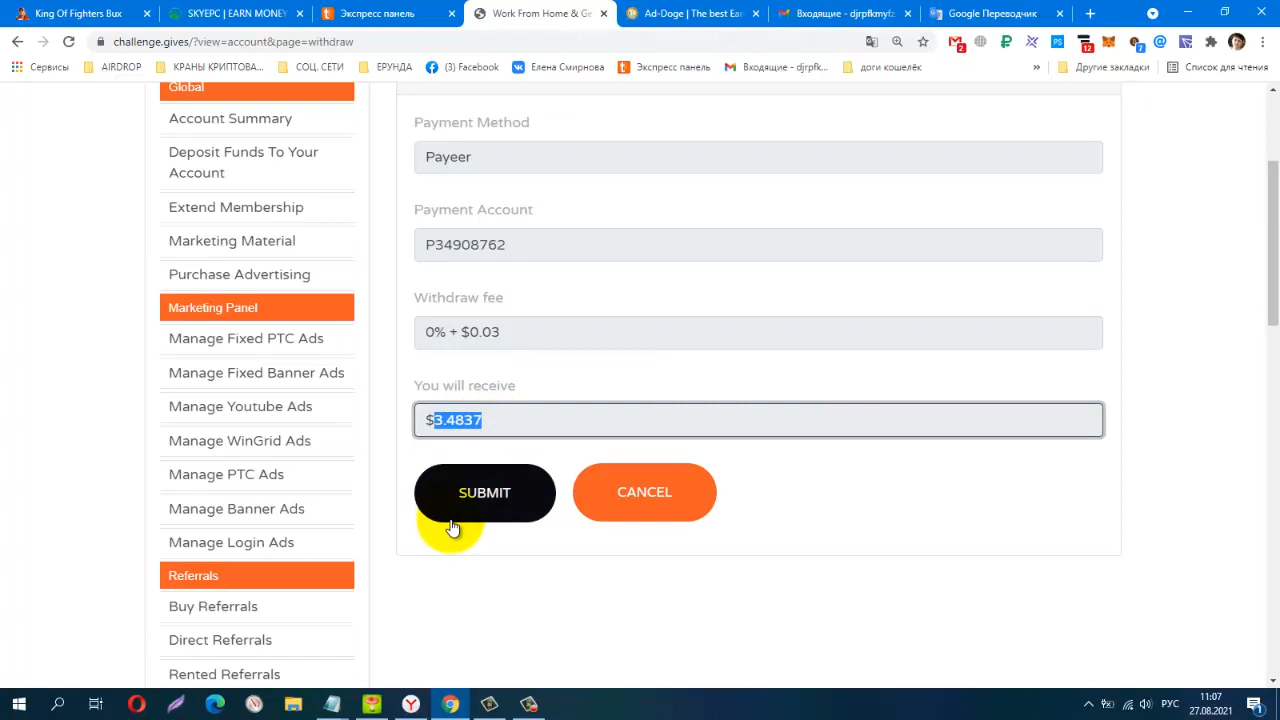 King Of Fighters Bux
SKYEPC | EARN MONEY
Экспресс панель
Work From Home & Ge
Ad-Doge | The best Ear
Входящие - djrpfkmyfz
Google Переводчик
challenge.gives/?view=account&page=withdraw
2
12
7
Сервисы
AIRDROP
КРАНЫ КРИПТОВА...
СОЦ. СЕТИ
ЕРУНДА
(3) Facebook
Елена Смирнова
Экспресс панель
Входящие - djrpfk...
доги кошелёк
»
Другие закладки
Список для чтения
Global
Account Summary
Deposit Funds To Your
Account
Extend Membership
Marketing Material
Purchase Advertising
Marketing Panel
Manage Fixed PTC Ads
Manage Fixed Banner Ads
Manage Youtube Ads
Manage WinGrid Ads
Manage PTC Ads
Manage Banner Ads
Manage Login Ads
Referrals
Buy Referrals
Direct Referrals
Rented Referrals
Payment Method
Payeer
Payment Account
P34908762
Withdraw fee
0% + $0.03
You will receive
$3.4837
SUBMIT
CANCEL
РУС
11:07
27.08.2021